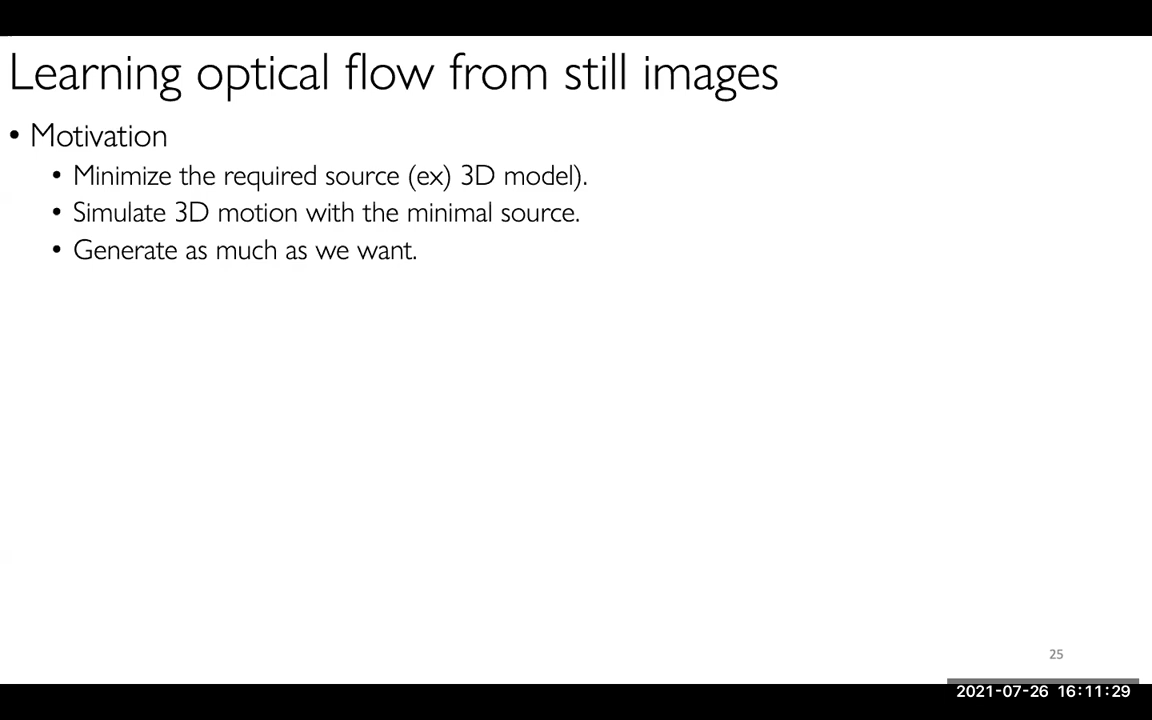 Learning optical flow from still images
• Motivation
• Minimize the required source (ex) 3D model).
• Simulate 3D motion with the minimal source.
• Generate as much as we want.
25
2021-07-26 16:11:29